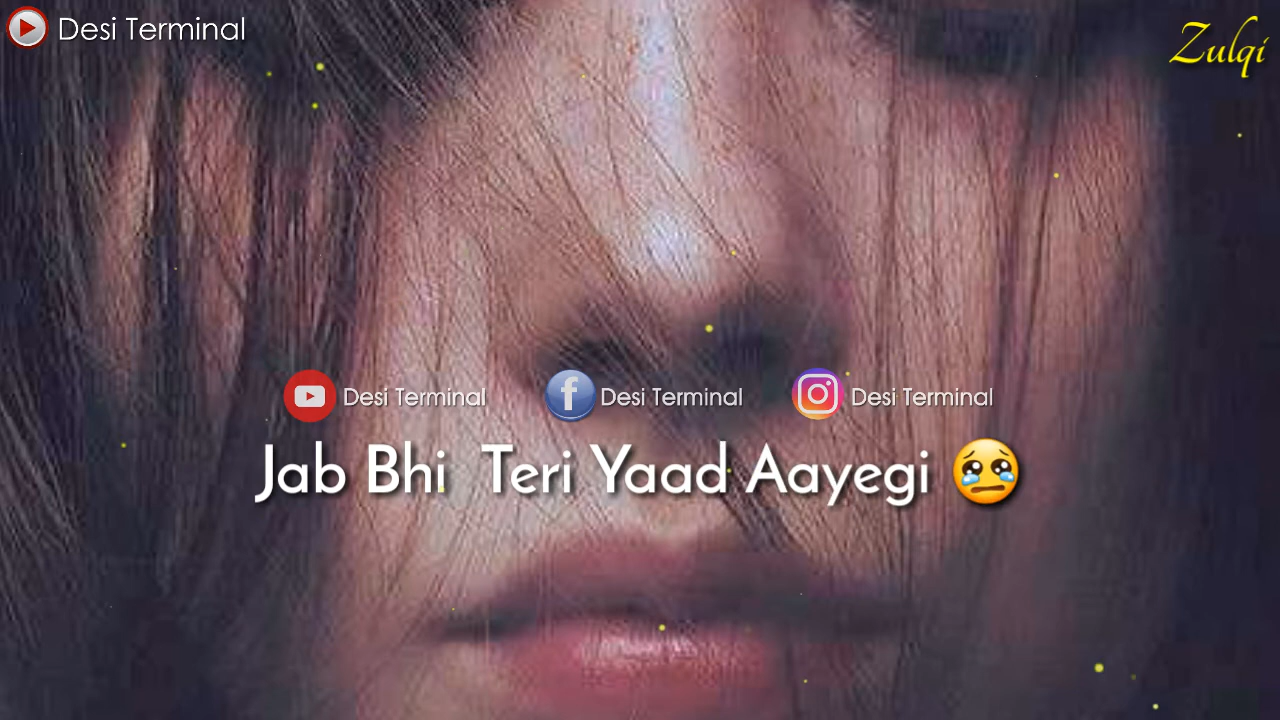 Desi Terminal
Zulqi
Desi Terminal Desi Terminal Desi Terminal
Jab Bhi Teri Yaad Aayegi 😢